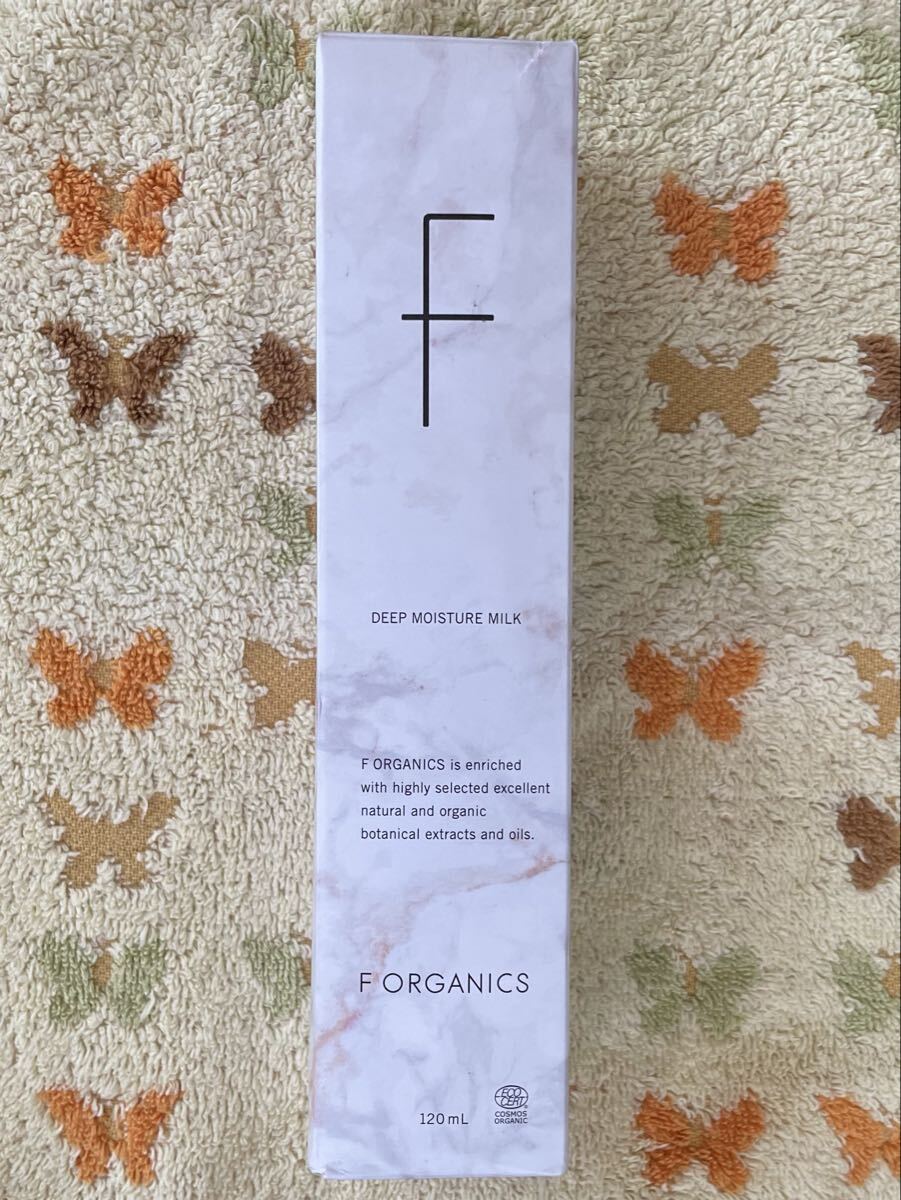 F
DEEP MOISTURE MILK
F ORGANICS is enriched
with highly selected excellent
natural and organic
botanical extracts and oils.
F ORGANICS
120mL
ECO
CERT
COSMOS
ORGANIC